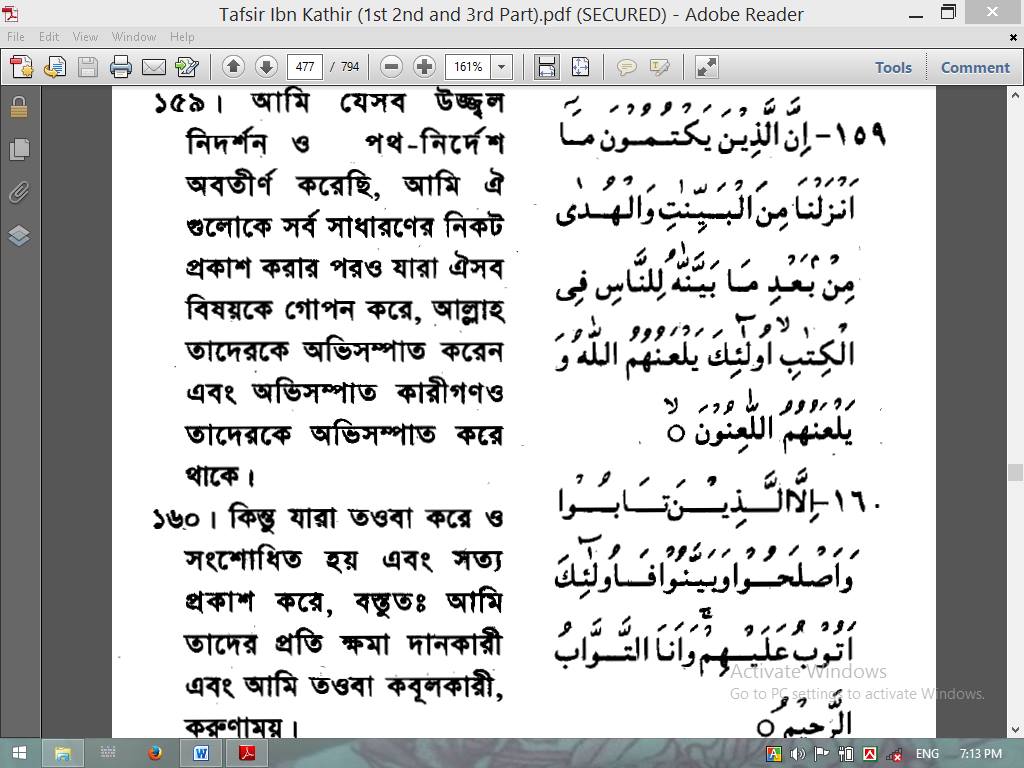 Tafsir Ibn Kathir (1st 2nd and 3rd Part).pdf (SECURED) - Adobe Reader
File Edit View Window Help
477 / 794 161% Tools Comment
১৫৯। আমি যেসব উজ্জ্বল
নিদর্শন ও পথ-নির্দেশ
অবতীর্ণ করেছি, আমি ঐ
গুলোকে সর্ব সাধারণের নিকট
প্রকাশ করার পরও যারা ঐসব
বিষয়কে গোপন করে, আল্লাহ
তাদেরকে অভিসম্পাত করেন
এবং অভিসম্পাত কারীগণও
তাদেরকে অভিসম্পাত করে
থাকে।
১৬০। কিন্তু যারা তওবা করে ও
সংশোধিত হয় এবং সত্য
প্রকাশ করে, বস্তুতঃ আমি
তাদের প্রতি ক্ষমা দানকারী
এবং আমি তওবা কবূলকারী,
করুণাময়।
١٥٩- اِنَّ الَّذِيْنَ يَكْتُمُوْنَ مَآ
اَنْزَلْنَا مِنَ الْبَيِّنٰتِ وَالْهُدٰى
مِنْۢ بَعْدِ مَا بَيَّنّٰهُ لِلنَّاسِ فِى
الْكِتٰبِ ۙ اُولٰٓئِكَ يَلْعَنُهُمُ اللّٰهُ وَ
يَلْعَنُهُمُ اللّٰعِنُوْنَ ۙ○
١٦٠- اِلَّا الَّذِيْنَ تَابُوْا
وَاَصْلَحُوْا وَبَيَّنُوْا فَاُولٰٓئِكَ
اَتُوْبُ عَلَيْهِمْ ۚ وَاَنَا التَّوَّابُ
الرَّحِيْمُ ○
Activate Windows
Go to PC settings to activate Windows.
ENG 7:13 PM